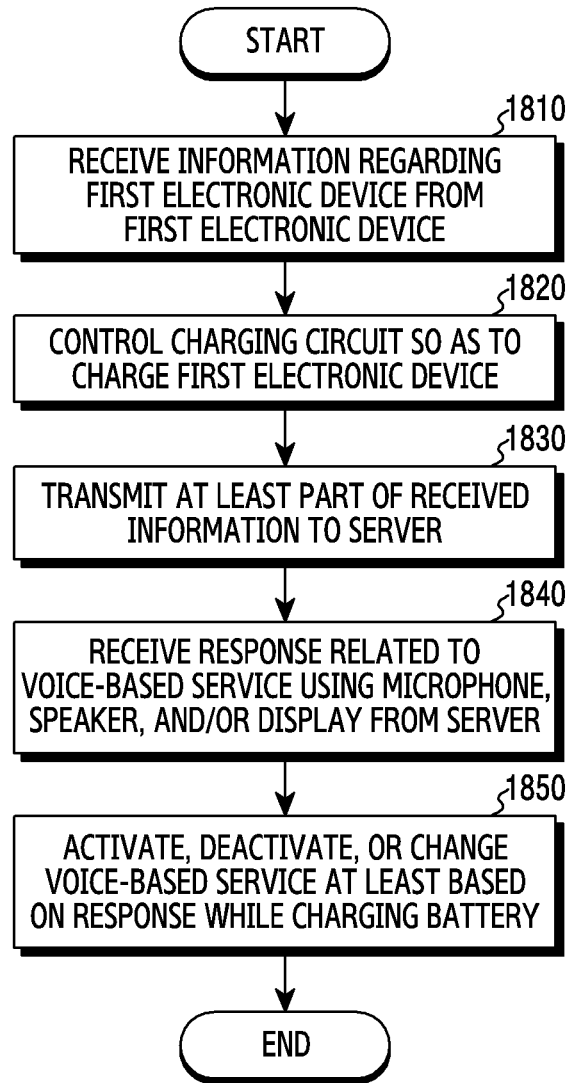 START
1810
RECEIVE INFORMATION REGARDING
FIRST ELECTRONIC DEVICE FROM
FIRST ELECTRONIC DEVICE
1820
CONTROL CHARGING CIRCUIT SO AS TO
CHARGE FIRST ELECTRONIC DEVICE
1830
TRANSMIT AT LEAST PART OF RECEIVED
INFORMATION TO SERVER
1840
RECEIVE RESPONSE RELATED TO
VOICE-BASED SERVICE USING MICROPHONE,
SPEAKER, AND/OR DISPLAY FROM SERVER
1850
ACTIVATE, DEACTIVATE, OR CHANGE
VOICE-BASED SERVICE AT LEAST BASED
ON RESPONSE WHILE CHARGING BATTERY
END